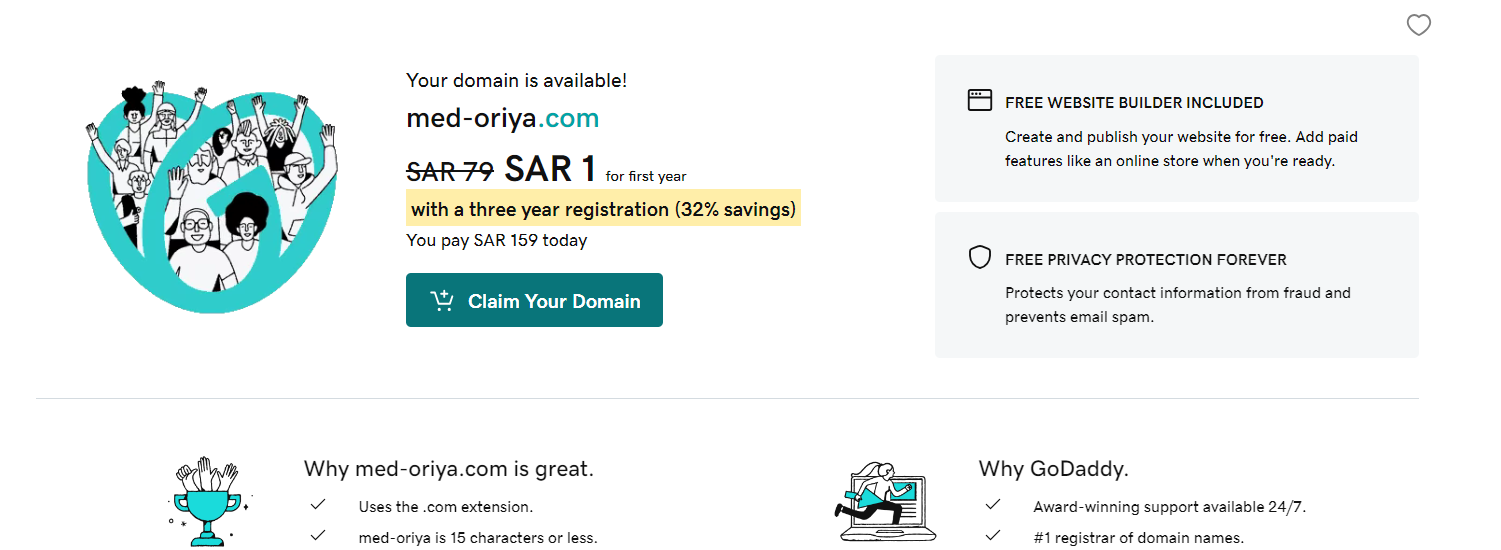 Your domain is available!
med-oriya.com
SAR 79 SAR 1 for first year
with a three year registration (32% savings)
You pay SAR 159 today
Claim Your Domain
FREE WEBSITE BUILDER INCLUDED
Create and publish your website for free. Add paid
features like an online store when you're ready.
FREE PRIVACY PROTECTION FOREVER
Protects your contact information from fraud and
prevents email spam.
Why med-oriya.com is great.
Uses the .com extension.
med-oriya is 15 characters or less.
Why GoDaddy.
Award-winning support available 24/7.
#1 registrar of domain names.